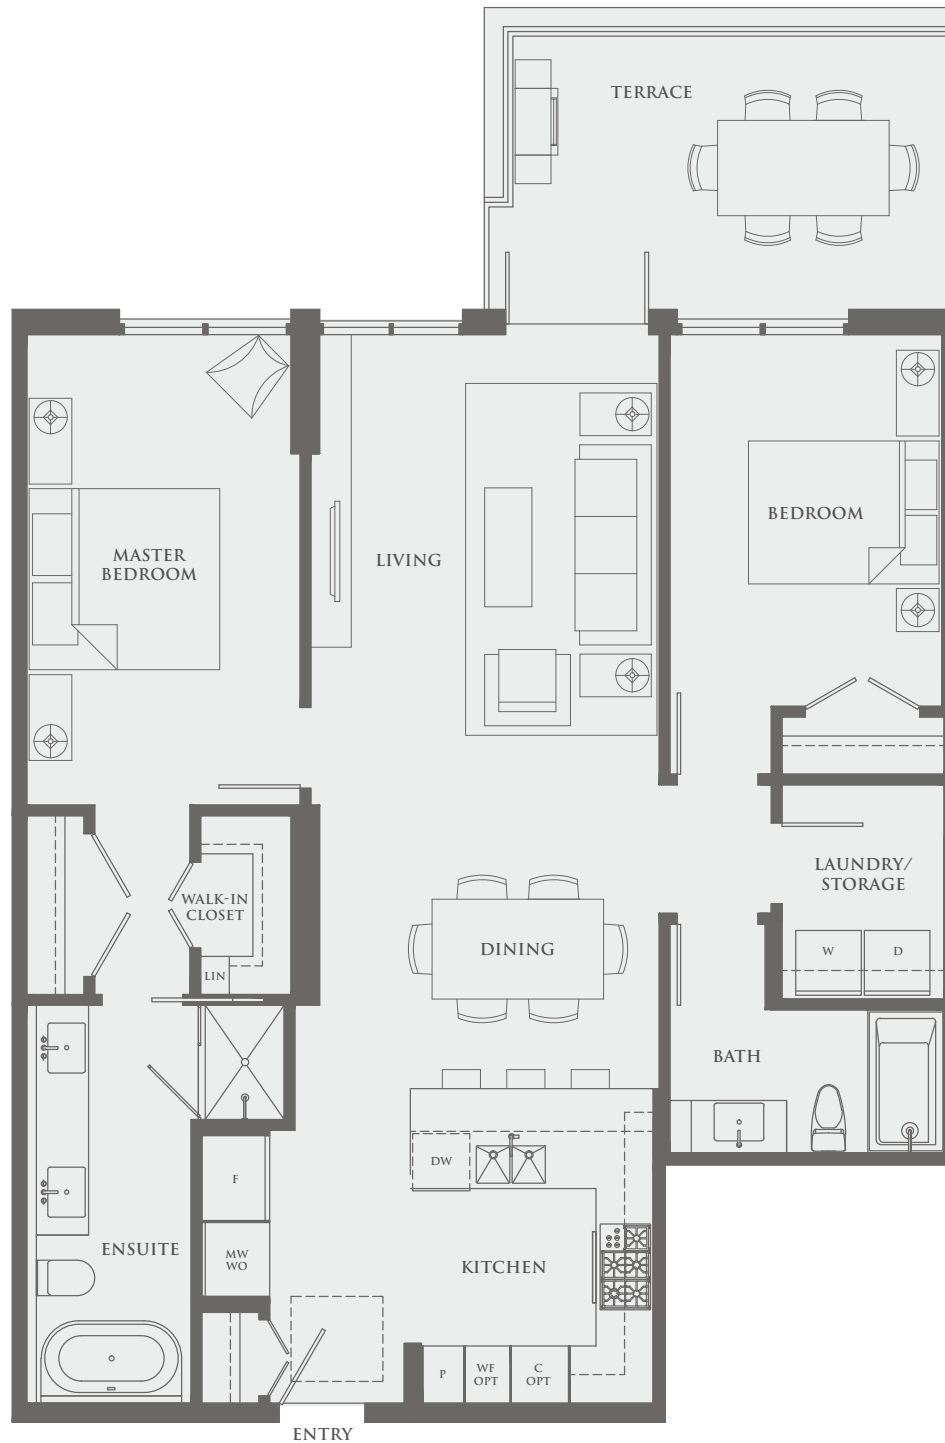 TERRACE
BEDROOM
MASTER
BEDROOM
LIVING
LAUNDRY/
STORAGE
WALK-IN
CLOSET
DINING
W
D
LIN
BATH
DW
F
ENSUITE
MW
WO
KITCHEN
P
WF
OPT
C
OPT
ENTRY